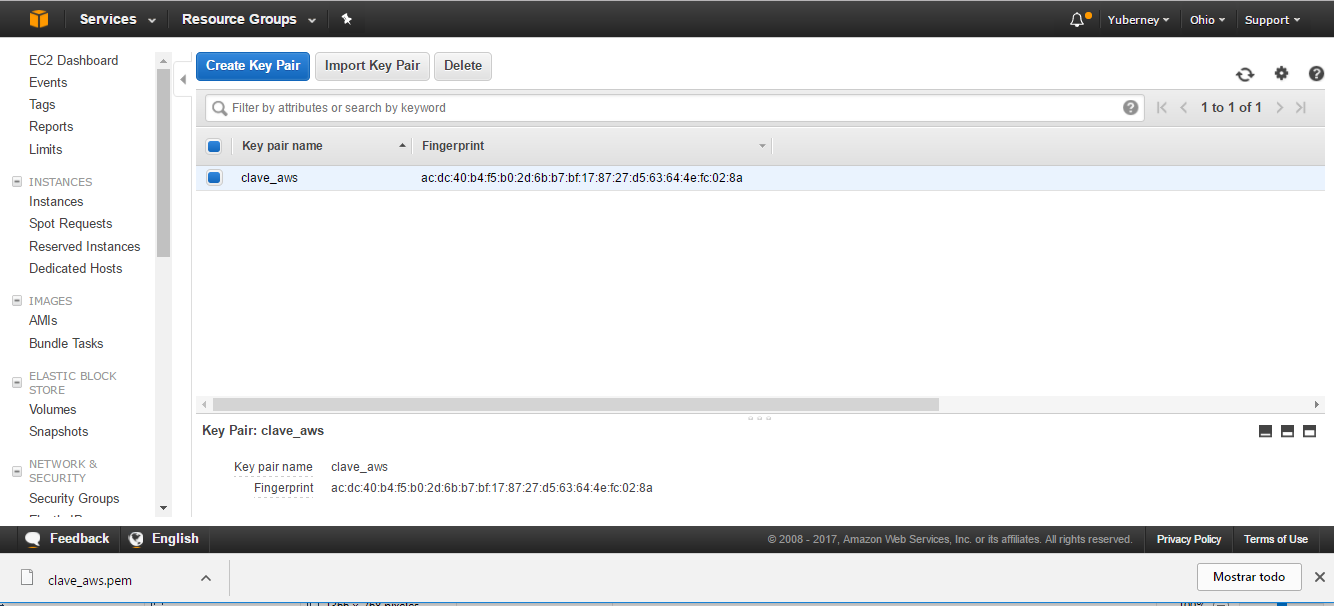 Services Resource Groups Yuberney Ohio Support
EC2 Dashboard
Events
Tags
Reports
Limits
INSTANCES
Instances
Spot Requests
Reserved Instances
Dedicated Hosts
IMAGES
AMIs
Bundle Tasks
ELASTIC BLOCK
STORE
Volumes
Snapshots
NETWORK &
SECURITY
Security Groups
Create Key Pair Import Key Pair Delete
Filter by attributes or search by keyword 1 to 1 of 1
Key pair name Fingerprint
clave_aws ac:dc:40:b4:f5:b0:2d:6b:b7:bf:17:87:27:d5:63:64:4e:fc:02:8a
Key Pair: clave_aws
Key pair name clave_aws
Fingerprint ac:dc:40:b4:f5:b0:2d:6b:b7:bf:17:87:27:d5:63:64:4e:fc:02:8a
Feedback English © 2008 - 2017, Amazon Web Services, Inc. or its affiliates. All rights reserved. Privacy Policy Terms of Use
clave_aws.pem Mostrar todo